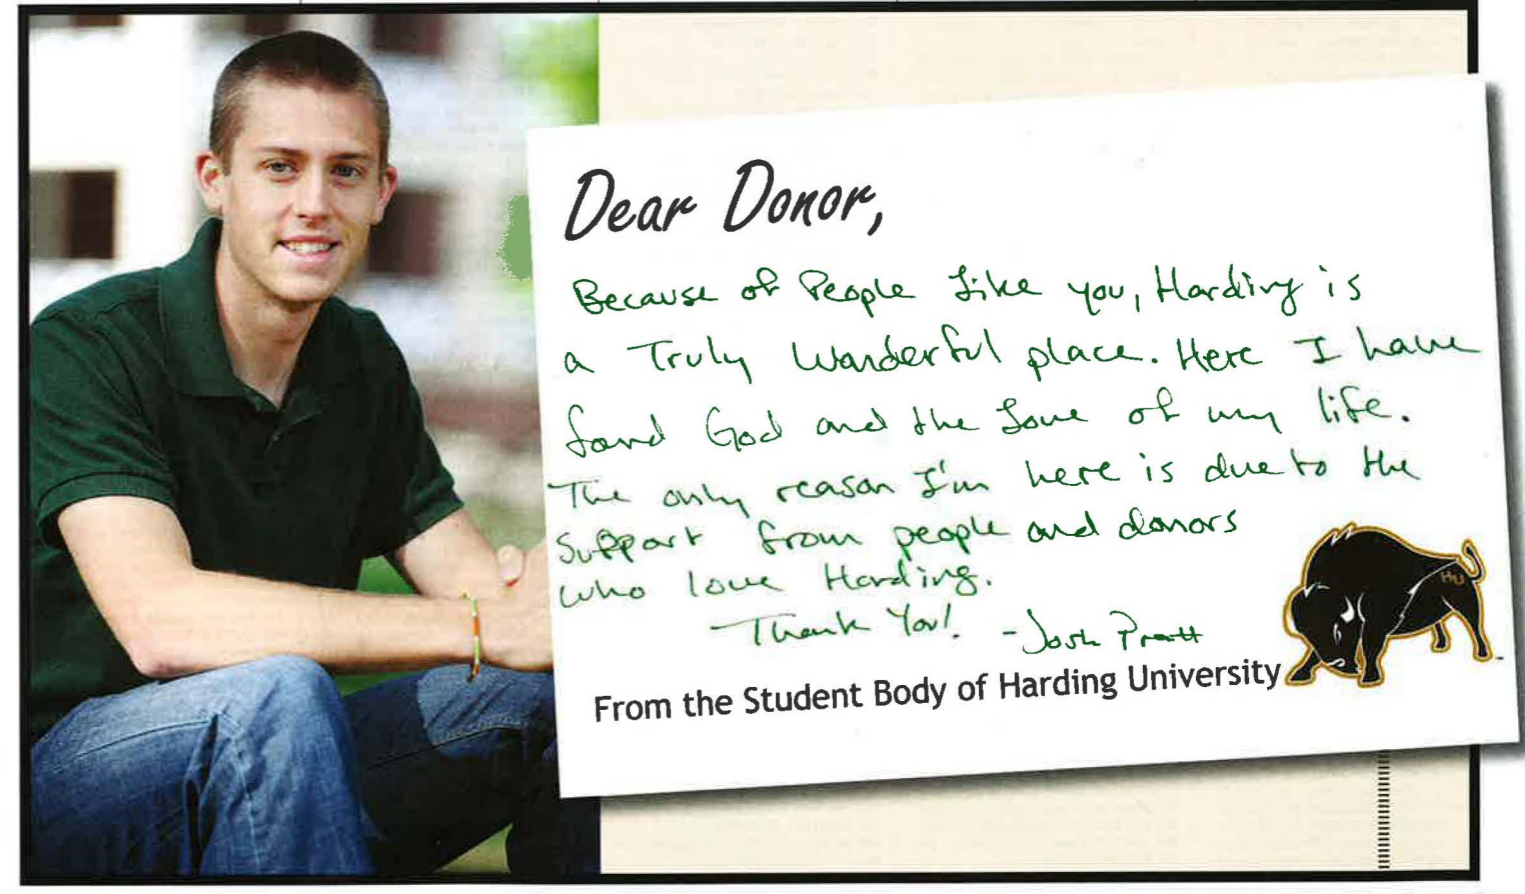 Dear Donor,
Because of People Like you, Harding is
a Truly Wonderful place. Here I have
found God and the Love of my life.
The only reason I'm here is due to the
Support from people and donors
who love Harding.
Thank You!
-Josh Pratt
From the Student Body of Harding University
HU